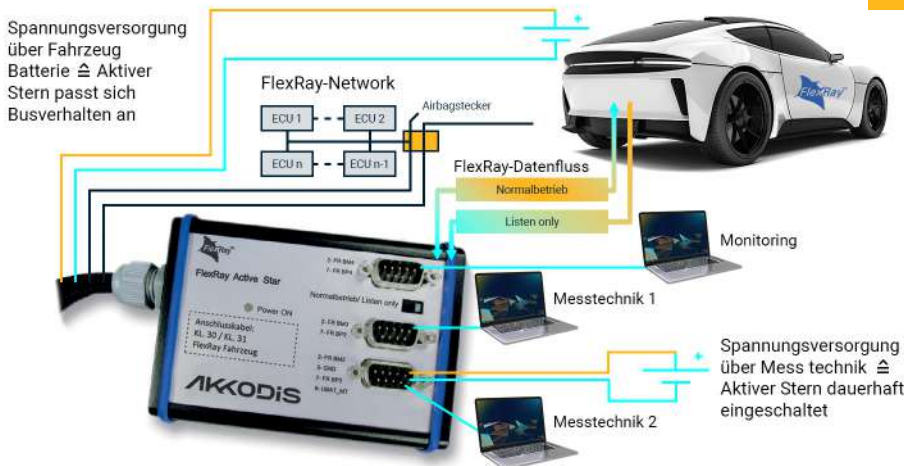 Spannungsversorgung
über Fahrzeug
Batterie ≙ Aktiver
Stern passt sich
Busverhalten an
+
FlexRay
FlexRay-Network
Airbagstecker
ECU 1
ECU 2
ECU n
ECU n-1
FlexRay-Datenfluss
Normalbetrieb
Listen only
Monitoring
Messtechnik 1
Messtechnik 2
FlexRay
FlexRay Active Star
Power ON
Anschlusskabel:
KL. 30 / KL. 31
FlexRay Fahrzeug
AKKODIS
Normalbetrieb/ Listen only
+
Spannungsversorgung
über Mess technik ≙
Aktiver Stern dauerhaft
eingeschaltet